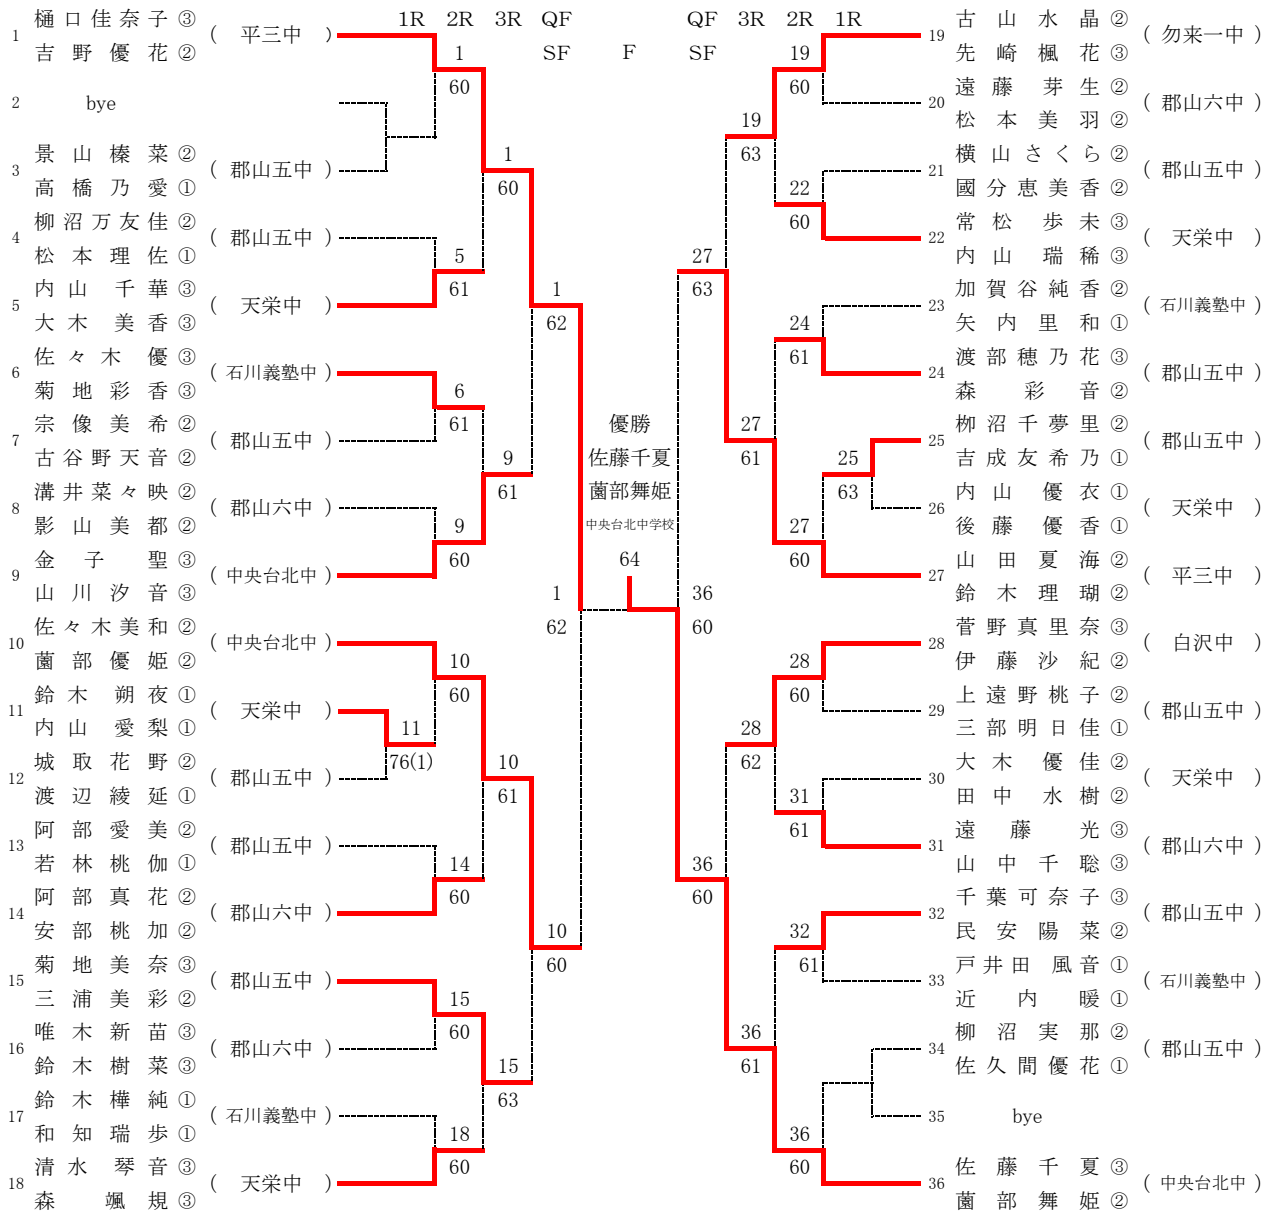 1R 2R 3R QF QF 3R 2R 1R
SF F SF
1 樋口佳奈子③ ( 平三中 )
吉野優花②
2 bye
3 景山榛菜② ( 郡山五中 )
高橋乃愛①
4 柳沼万友佳② ( 郡山五中 )
松本理佐①
5 内山千華③ ( 天栄中 )
大木美香③
6 佐々木優③ ( 石川義塾中 )
菊地彩香③
7 宗像美希② ( 郡山五中 )
古谷野天音②
8 溝井菜々映② ( 郡山六中 )
影山美都②
9 金子聖③ ( 中央台北中 )
山川汐音③
10 佐々木美和② ( 中央台北中 )
薗部優姫②
11 鈴木朔夜① ( 天栄中 )
内山愛梨①
12 城取花野② ( 郡山五中 )
渡辺綾延①
13 阿部愛美② ( 郡山五中 )
若林桃伽①
14 阿部真花② ( 郡山六中 )
安部桃加②
15 菊地美奈③ ( 郡山五中 )
三浦美彩②
16 唯木新苗③ ( 郡山六中 )
鈴木樹菜③
17 鈴木樺純① ( 石川義塾中 )
和知瑞歩①
18 清水琴音③ ( 天栄中 )
森颯規③
1
60
5
61
6
61
9
60
11
76(1)
10
60
14
60
15
60
18
60
1
60
9
61
10
61
15
63
1
62
10
60
1
62
優勝
佐藤千夏
薗部舞姫
中央台北中学校
64
36
60
27
63
36
60
19
63
27
61
28
62
36
61
19
60
22
60
24
61
25
63
27
60
28
60
31
61
32
61
36
60
19 古山水晶② ( 勿来一中 )
先崎楓花③
20 遠藤芽生② ( 郡山六中 )
松本美羽②
21 横山さくら② ( 郡山五中 )
國分恵美香②
22 常松歩未③ ( 天栄中 )
内山瑞稀③
23 加賀谷純香② ( 石川義塾中 )
矢内里和①
24 渡部穂乃花③ ( 郡山五中 )
森彩音②
25 栁沼千夢里② ( 郡山五中 )
吉成友希乃①
26 内山優衣① ( 天栄中 )
後藤優香①
27 山田夏海② ( 平三中 )
鈴木理瑚②
28 菅野真里奈③ ( 白沢中 )
伊藤沙紀②
29 上遠野桃子② ( 郡山五中 )
三部明日佳①
30 大木優佳② ( 天栄中 )
田中水樹②
31 遠藤光③ ( 郡山六中 )
山中千聡③
32 千葉可奈子③ ( 郡山五中 )
民安陽菜②
33 戸井田風音① ( 石川義塾中 )
近内暖①
34 柳沼実那② ( 郡山五中 )
佐久間優花①
35 bye
36 佐藤千夏③ ( 中央台北中 )
薗部舞姫②